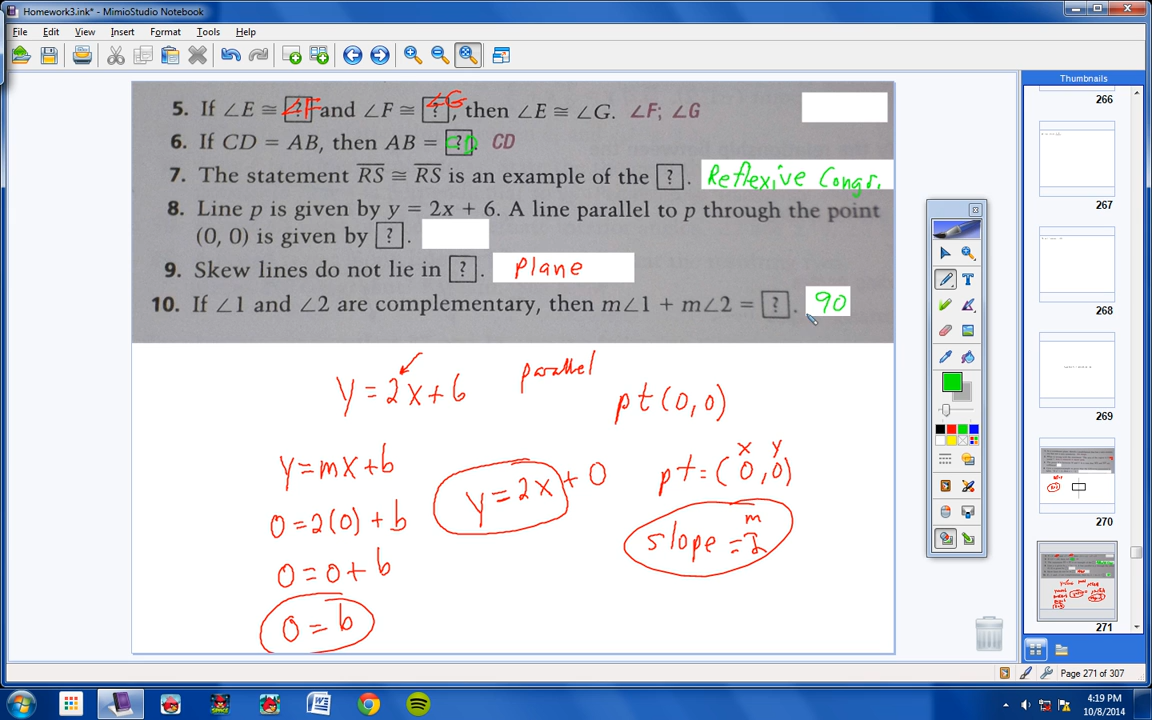 Homework3.ink* - MimioStudio Notebook
File Edit View Insert Format Tools Help
5. If ∠E ≅ ? ∠F and ∠F ≅ ? ∠G, then ∠E ≅ ∠G. ∠F; ∠G
6. If CD = AB, then AB = ? CD. CD
7. The statement RS ≅ RS is an example of the ?. Reflexive Congr.
8. Line p is given by y = 2x + 6. A line parallel to p through the point
(0, 0) is given by ?.
9. Skew lines do not lie in ?. Plane
10. If ∠1 and ∠2 are complementary, then m∠1 + m∠2 = ?. 90
y = 2x + 6
parallel
pt (0, 0)
y = mx + b
0 = 2(0) + b
0 = 0 + b
0 = b
y = 2x + 0
x y
pt = (0, 0)
m
slope = 2
Thumbnails
266
267
268
269
270
271
Page 271 of 307
4:19 PM
10/8/2014